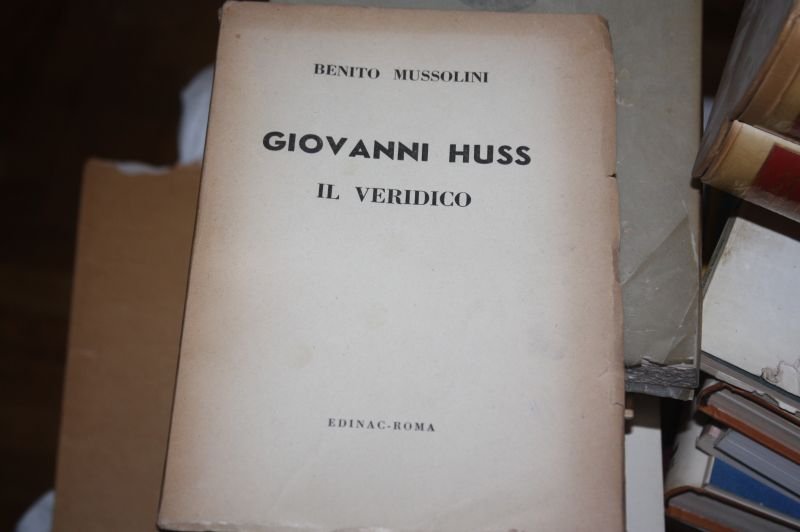 BENITO MUSSOLINI
GIOVANNI HUSS
IL VERIDICO
EDINAC-ROMA